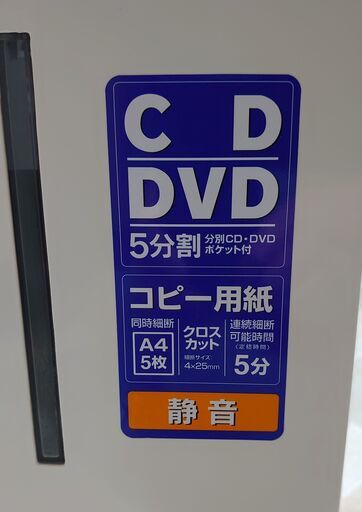 CD
DVD
5分割 分別CD・DVD
ポケット付
コピー用紙
同時細断
A4
5枚
クロス
カット
細断サイズ:
4×25mm
連続細断
可能時間
(定格時間)
5分
静音